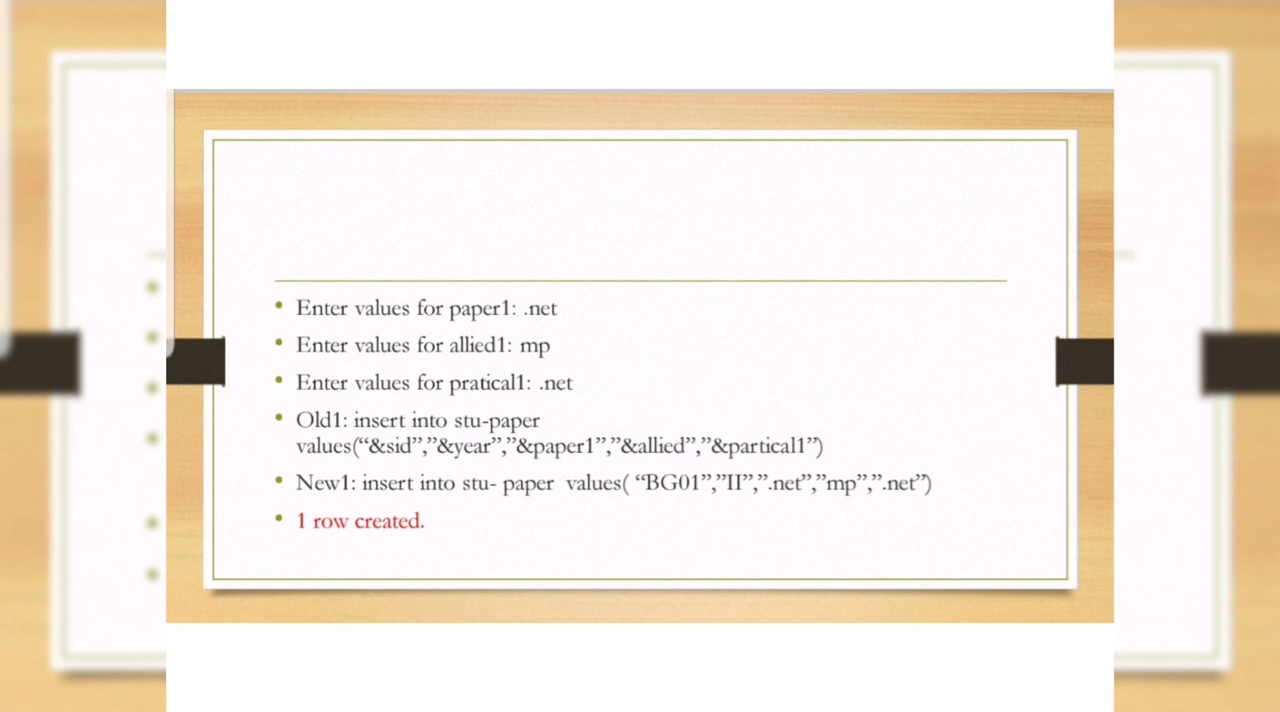 Enter values for paper1: .net
Enter values for allied1: mp
Enter values for pratical1: .net
Old1: insert into stu-paper
values(“&sid”,”&year”,”&paper1”,”&allied”,”&partical1”)
New1: insert into stu- paper  values( “BG01”,”II”,”.net”,”mp”,”.net”)
1 row created.